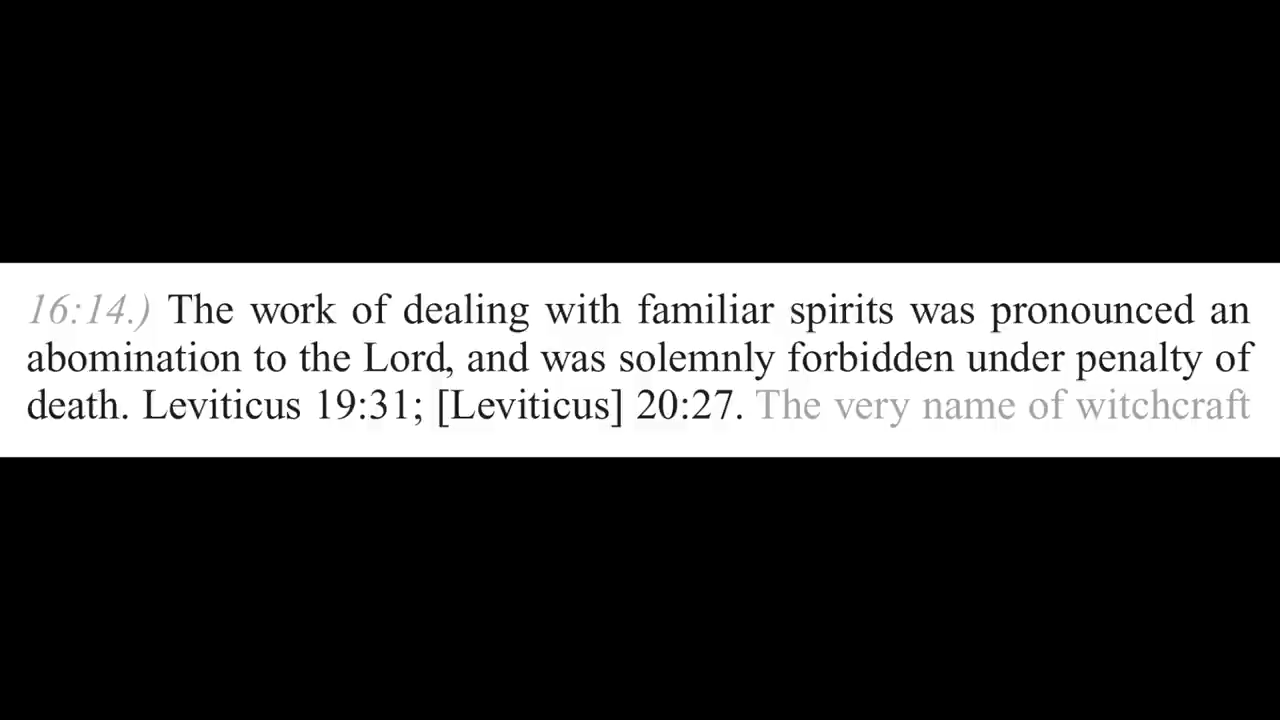 16:14.) The work of dealing with familiar spirits was pronounced an
abomination to the Lord, and was solemnly forbidden under penalty of
death. Leviticus 19:31; [Leviticus] 20:27. The very name of witchcraft